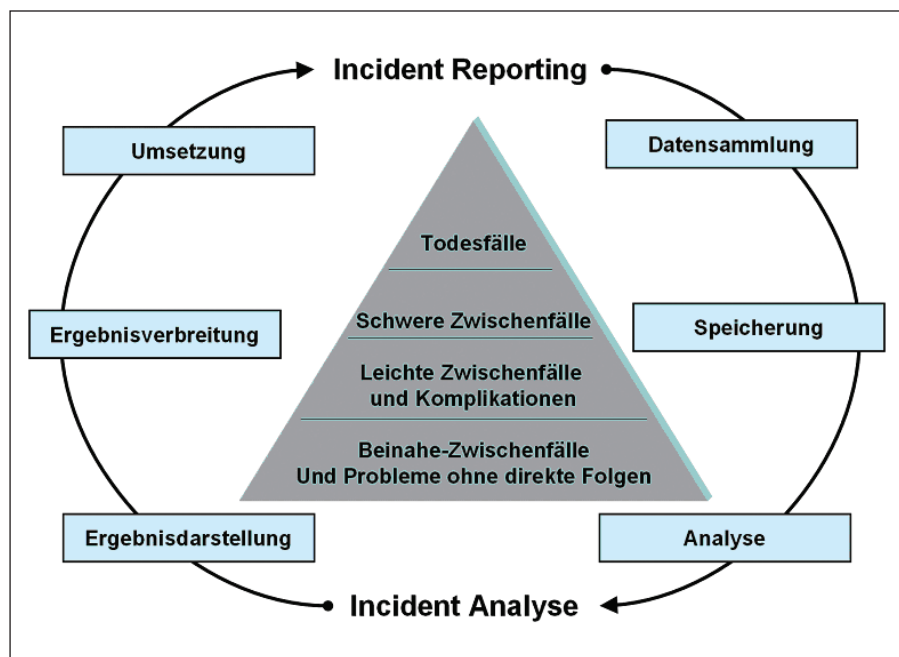 Incident Reporting
Umsetzung
Datensammlung
Todesfälle
Ergebnisverbreitung
Schwere Zwischenfälle
Speicherung
Leichte Zwischenfälle
und Komplikationen
Beinahe-Zwischenfälle
Und Probleme ohne direkte Folgen
Ergebnisdarstellung
Analyse
Incident Analyse